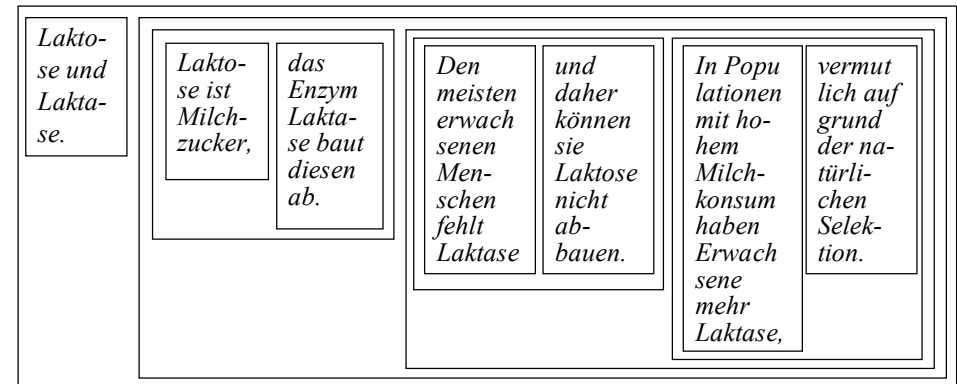 Lakto-
se und
Lakta-
se.
Lakto-
se ist
Milch-
zucker,
das
Enzym
Lakta-
se baut
diesen
ab.
Den
meisten
erwach
senen
Men-
schen
fehlt
Laktase
und
daher
können
sie
Laktose
nicht
ab-
bauen.
In Popu
lationen
mit ho-
hem
Milch-
konsum
haben
Erwach
sene
mehr
Laktase,
vermut
lich auf
grund
der na-
türli-
chen
Selek-
tion.